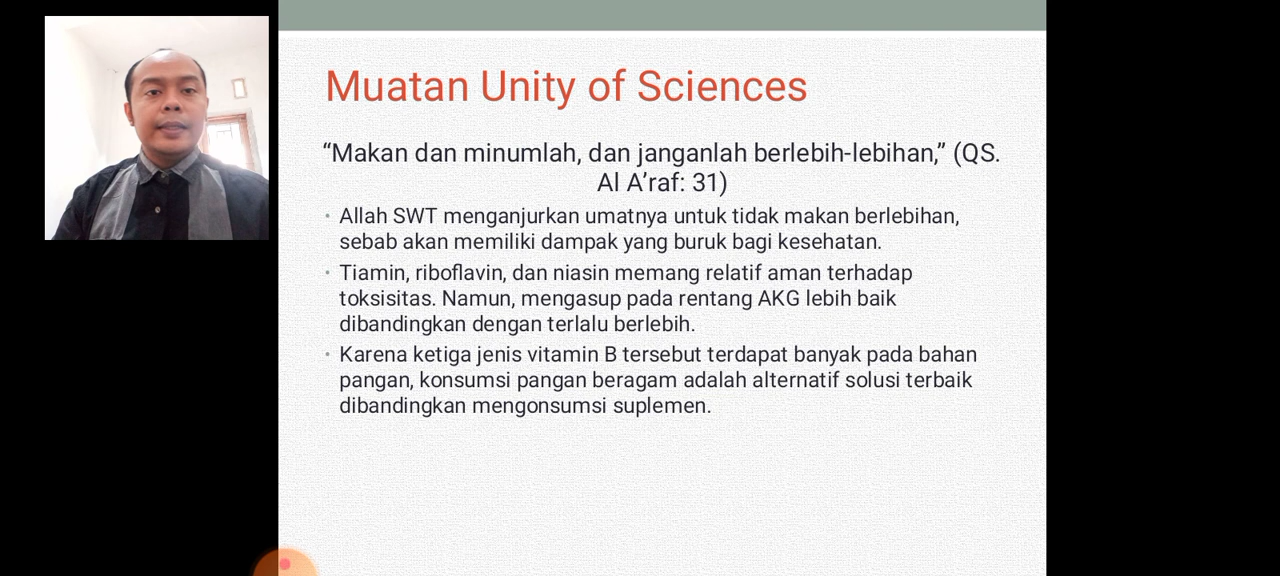 Muatan Unity of Sciences
“Makan dan minumlah, dan janganlah berlebih-lebihan,” (QS.
Al A’raf: 31)
• Allah SWT menganjurkan umatnya untuk tidak makan berlebihan,
sebab akan memiliki dampak yang buruk bagi kesehatan.
• Tiamin, riboflavin, dan niasin memang relatif aman terhadap
toksisitas. Namun, mengasup pada rentang AKG lebih baik
dibandingkan dengan terlalu berlebih.
• Karena ketiga jenis vitamin B tersebut terdapat banyak pada bahan
pangan, konsumsi pangan beragam adalah alternatif solusi terbaik
dibandingkan mengonsumsi suplemen.